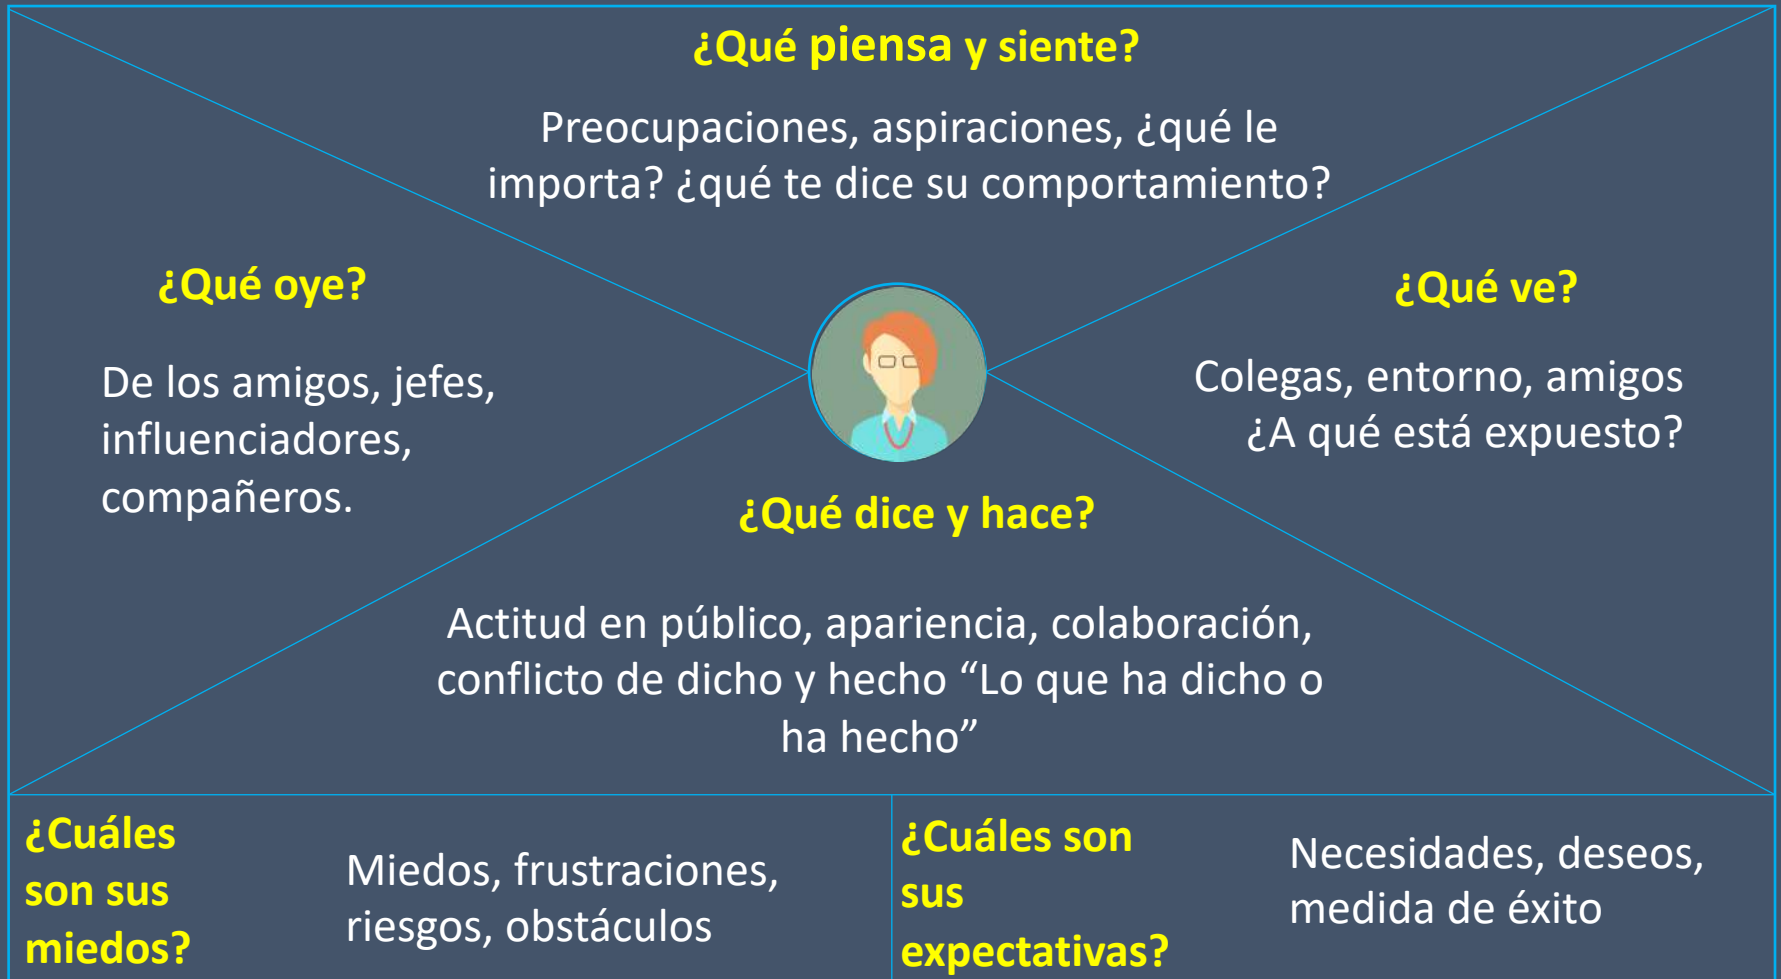 ¿Qué piensa y siente?
Preocupaciones, aspiraciones, ¿qué le
importa? ¿qué te dice su comportamiento?
¿Qué oye?
De los amigos, jefes,
influenciadores,
compañeros.
¿Qué ve?
Colegas, entorno, amigos
¿A qué está expuesto?
¿Qué dice y hace?
Actitud en público, apariencia, colaboración,
conflicto de dicho y hecho “Lo que ha dicho o
ha hecho”
¿Cuáles
son sus
miedos?
Miedos, frustraciones,
riesgos, obstáculos
¿Cuáles son
sus
expectativas?
Necesidades, deseos,
medida de éxito